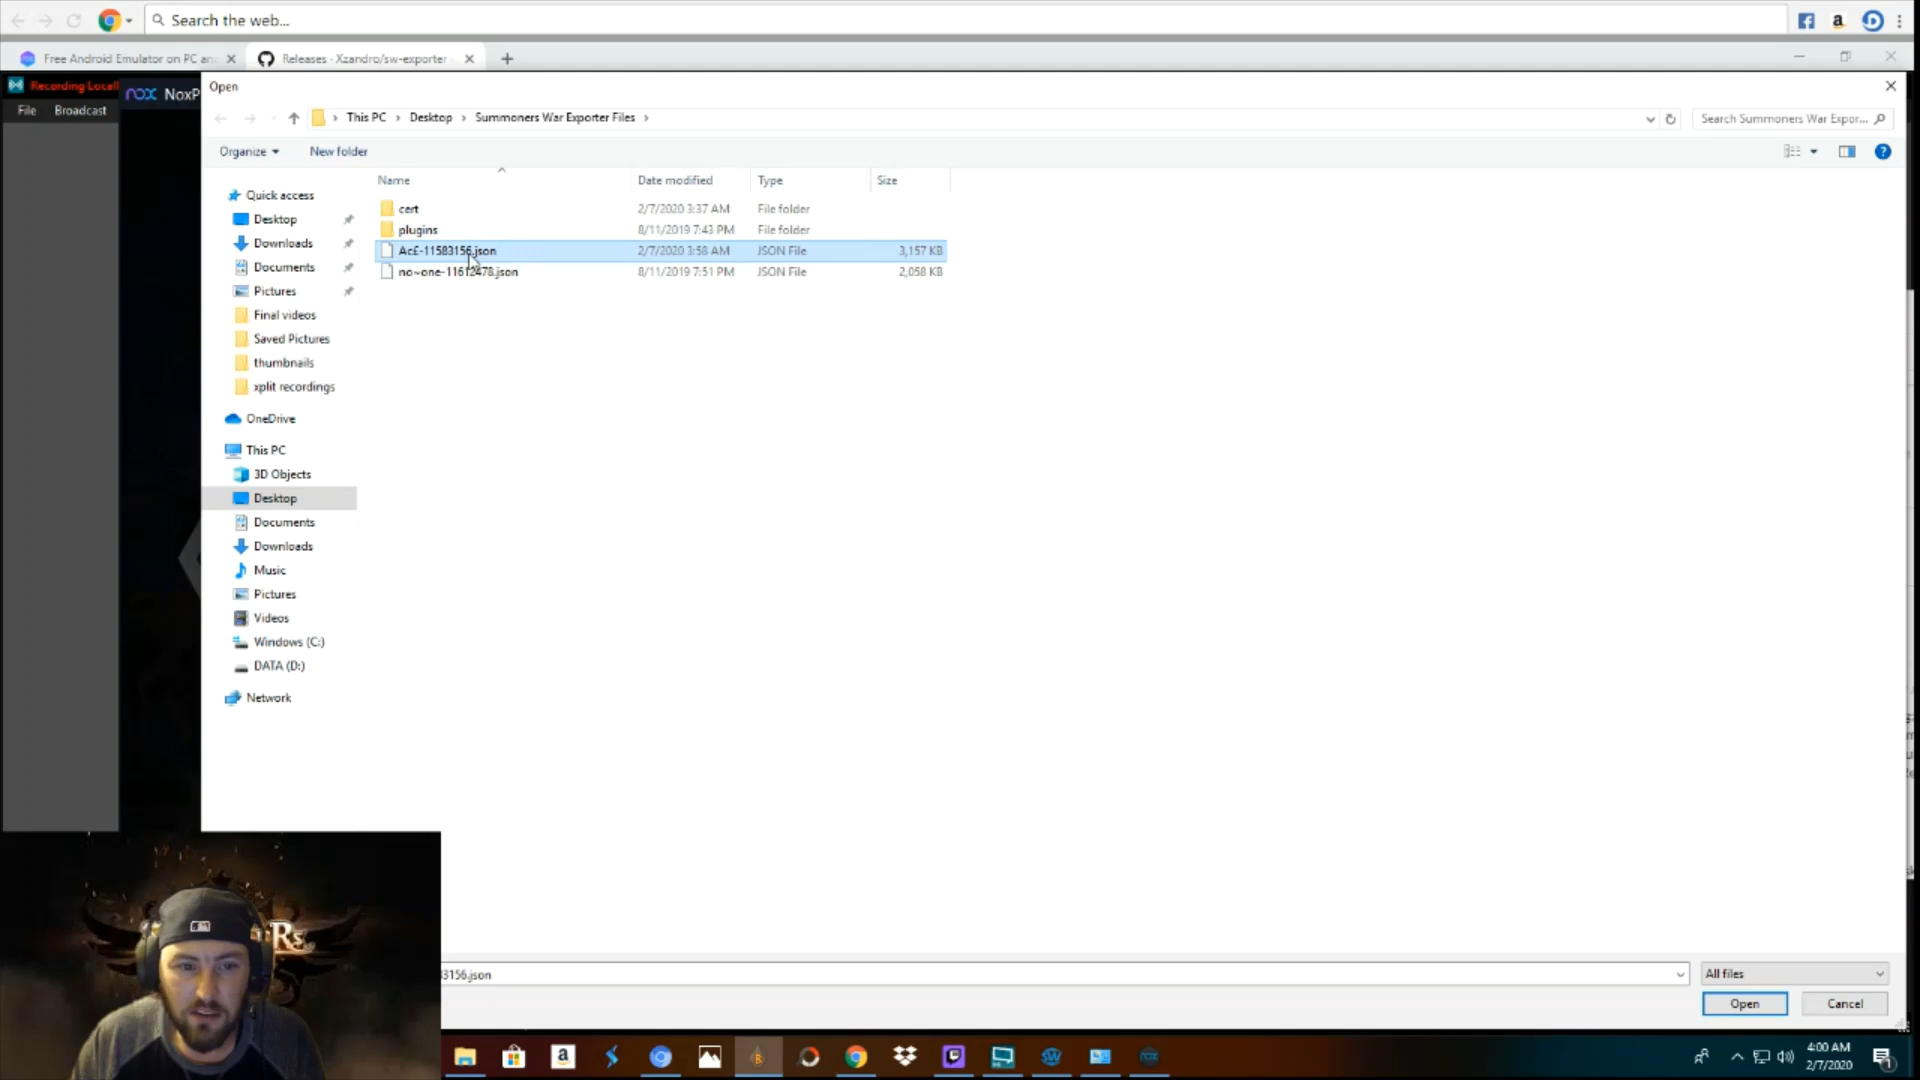 Search the web...
Free Android Emulator on PC an
Releases · Xzandro/sw-exporter
Recording Locall
nox NoxP
File Broadcast
Open
This PC > Desktop > Summoners War Exporter Files >
Search Summoners War Expor...
Organize
New folder
Name Date modified Type Size
cert 2/7/2020 3:37 AM File folder
plugins 8/11/2019 7:43 PM File folder
Ac£-11583156.json 2/7/2020 3:58 AM JSON File 3,157 KB
no~one-11612478.json 8/11/2019 7:51 PM JSON File 2,058 KB
Quick access
Desktop
Downloads
Documents
Pictures
Final videos
Saved Pictures
thumbnails
xplit recordings
OneDrive
This PC
3D Objects
Desktop
Documents
Downloads
Music
Pictures
Videos
Windows (C:)
DATA (D:)
Network
3156.json
All files
Open
Cancel
Rs
4:00 AM
2/7/2020